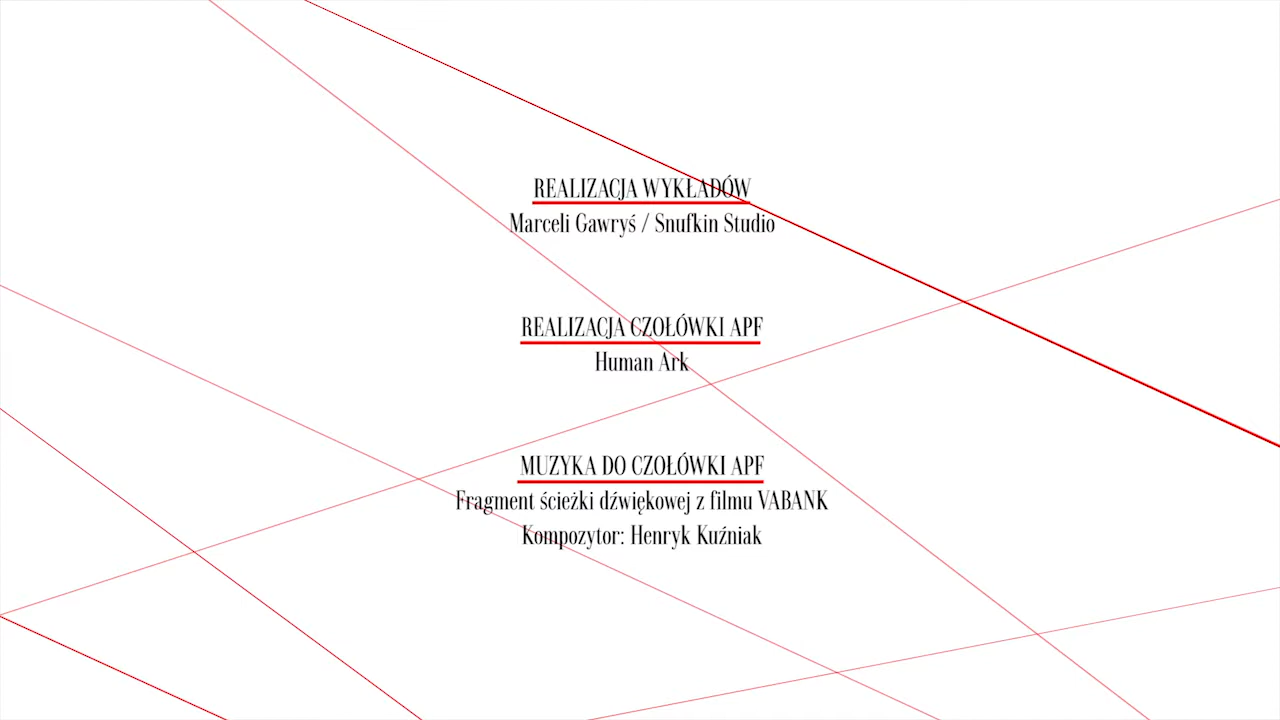 REALIZACJA WYKŁADÓW
Marceli Gawryś / Snufkin Studio
REALIZACJA CZOŁÓWKI APF
Human Ark
MUZYKA DO CZOŁÓWKI APF
Fragment ścieżki dźwiękowej z filmu VABANK
Kompozytor: Henryk Kuźniak